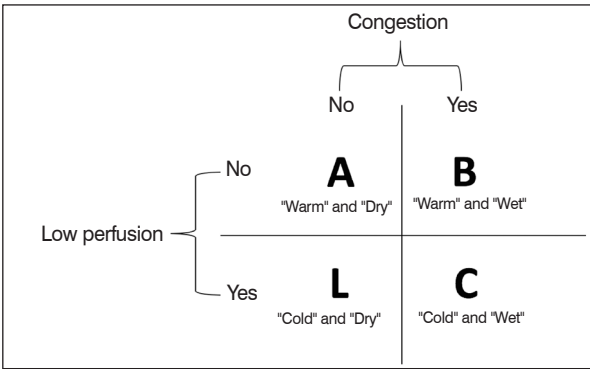 Congestion
No Yes
No
A B
"Warm" and "Dry" "Warm" and "Wet"
Low perfusion
Yes
L C
"Cold" and "Dry" "Cold" and "Wet"